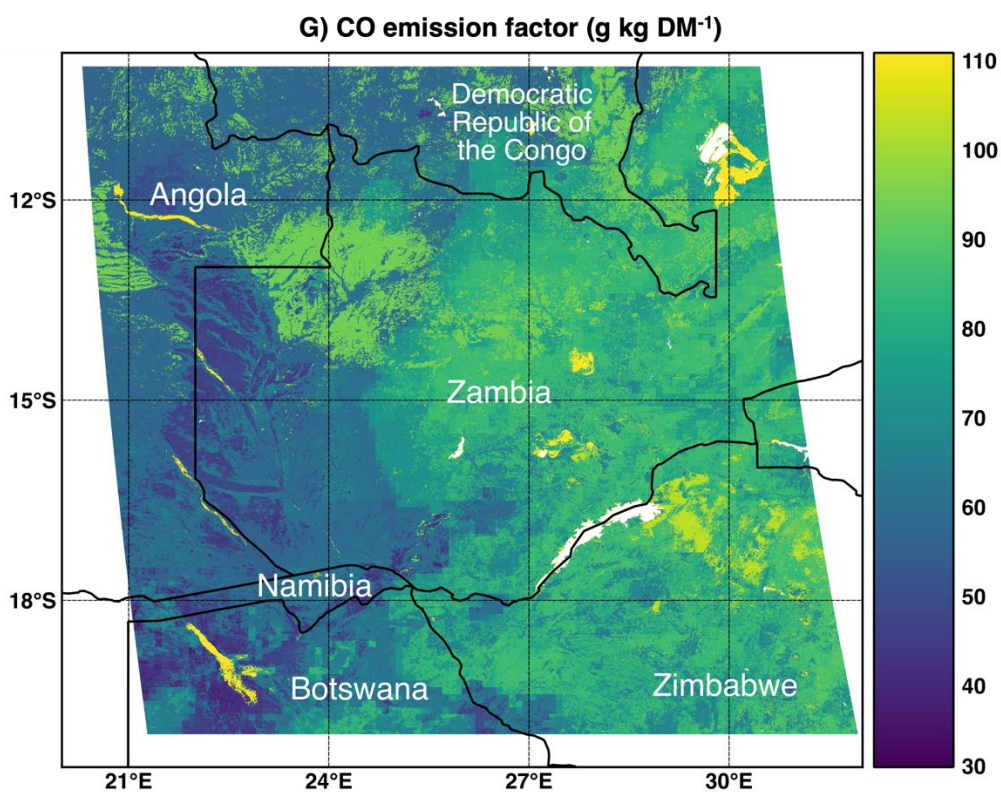 G) CO emission factor (g kg DM⁻¹)
Democratic
Republic of
the Congo
Angola
Zambia
Namibia
Botswana
Zimbabwe
12°S
15°S
18°S
21°E
24°E
27°E
30°E
110
100
90
80
70
60
50
40
30